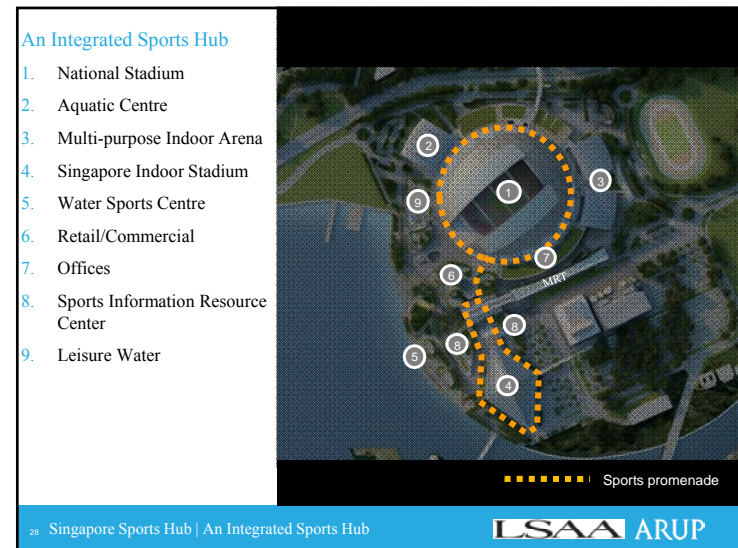 An Integrated Sports Hub
1. National Stadium
2. Aquatic Centre
3. Multi-purpose Indoor Arena
4. Singapore Indoor Stadium
5. Water Sports Centre
6. Retail/Commercial
7. Offices
8. Sports Information Resource
Center
9. Leisure Water
2
9
1
3
7
6
MRT
8
8
5
4
Sports promenade
28 Singapore Sports Hub | An Integrated Sports Hub
LSAA ARUP